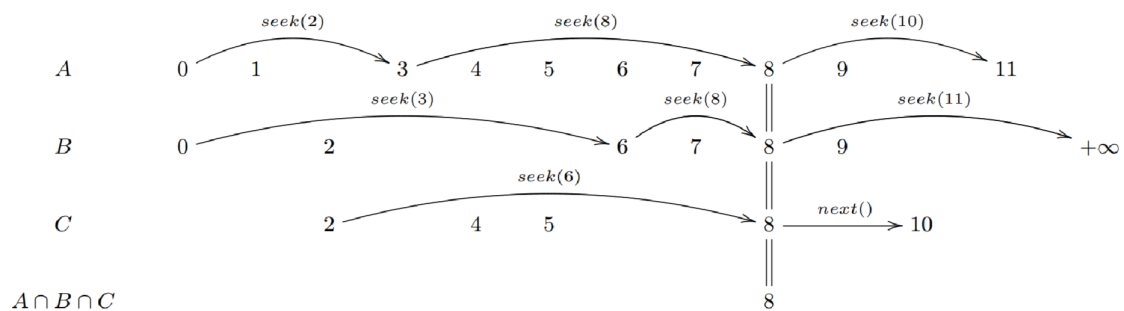 seek(2) seek(8) seek(10)
A 0 1 3 4 5 6 7 8 9 11
seek(3) seek(8) seek(11)
B 0 2 6 7 8 9 +∞
seek(6)
C 2 4 5 8 next() 10
A ∩ B ∩ C 8